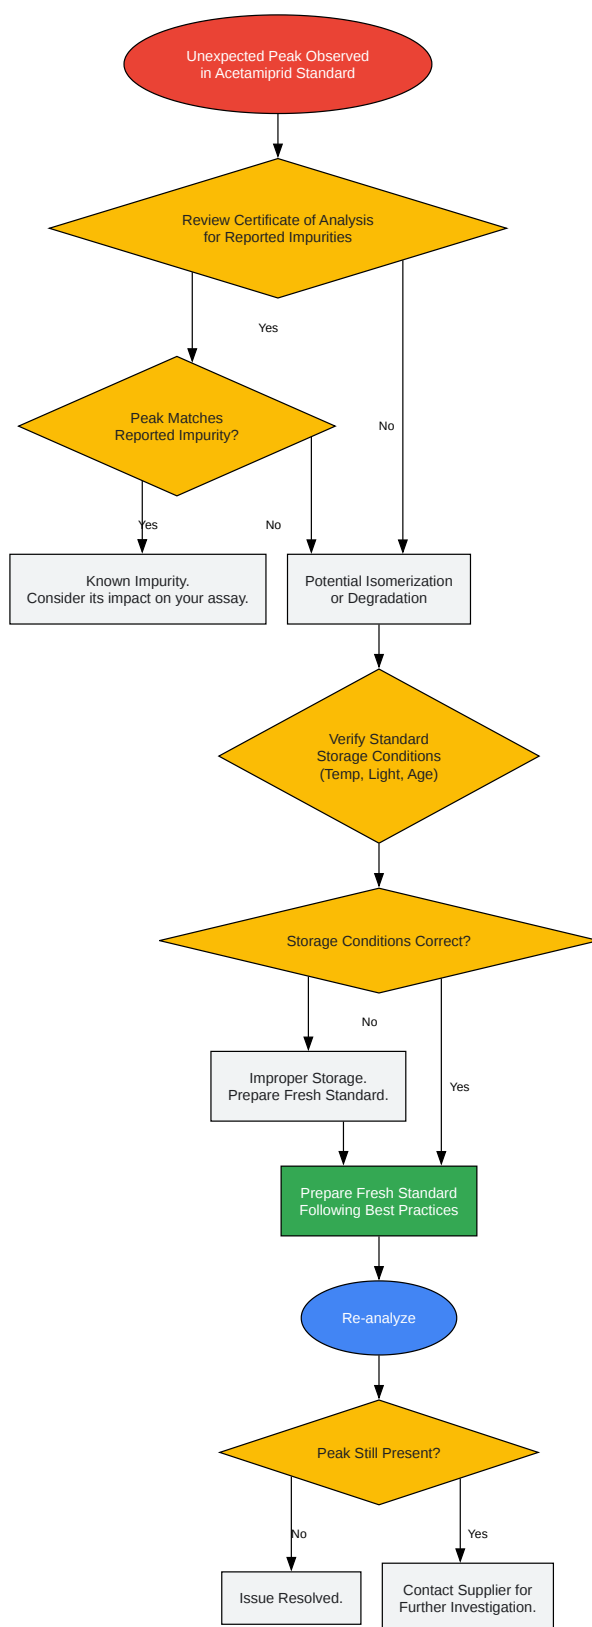 Unexpected Peak Observed
in Acetamiprid Standard
Review Certificate of Analysis
for Reported Impurities
Yes
No
Peak Matches
Reported Impurity?
Yes
No
Known Impurity.
Consider its impact on your assay.
Potential Isomerization
or Degradation
Verify Standard
Storage Conditions
(Temp, Light, Age)
Storage Conditions Correct?
No
Yes
Improper Storage.
Prepare Fresh Standard.
Prepare Fresh Standard
Following Best Practices
Re-analyze
Peak Still Present?
No
Yes
Issue Resolved.
Contact Supplier for
Further Investigation.